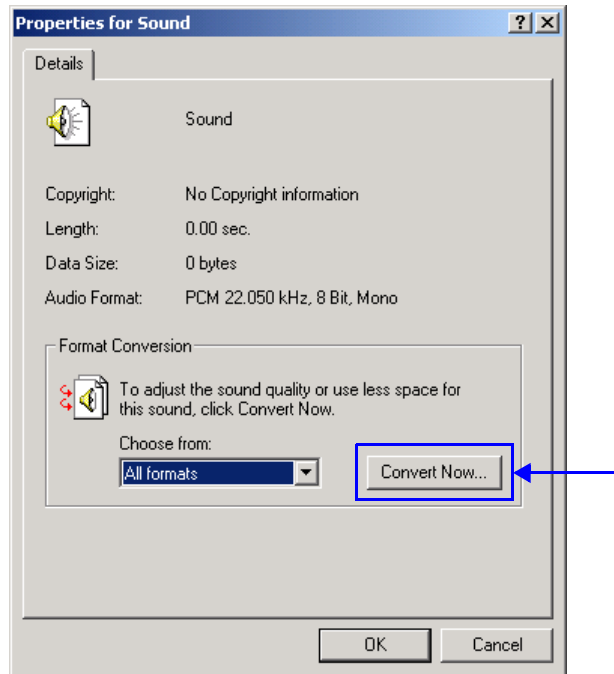 Properties for Sound
Details
Sound
Copyright: No Copyright information
Length: 0.00 sec.
Data Size: 0 bytes
Audio Format: PCM 22.050 kHz, 8 Bit, Mono
Format Conversion
To adjust the sound quality or use less space for
this sound, click Convert Now.
Choose from:
All formats
Convert Now...
OK
Cancel